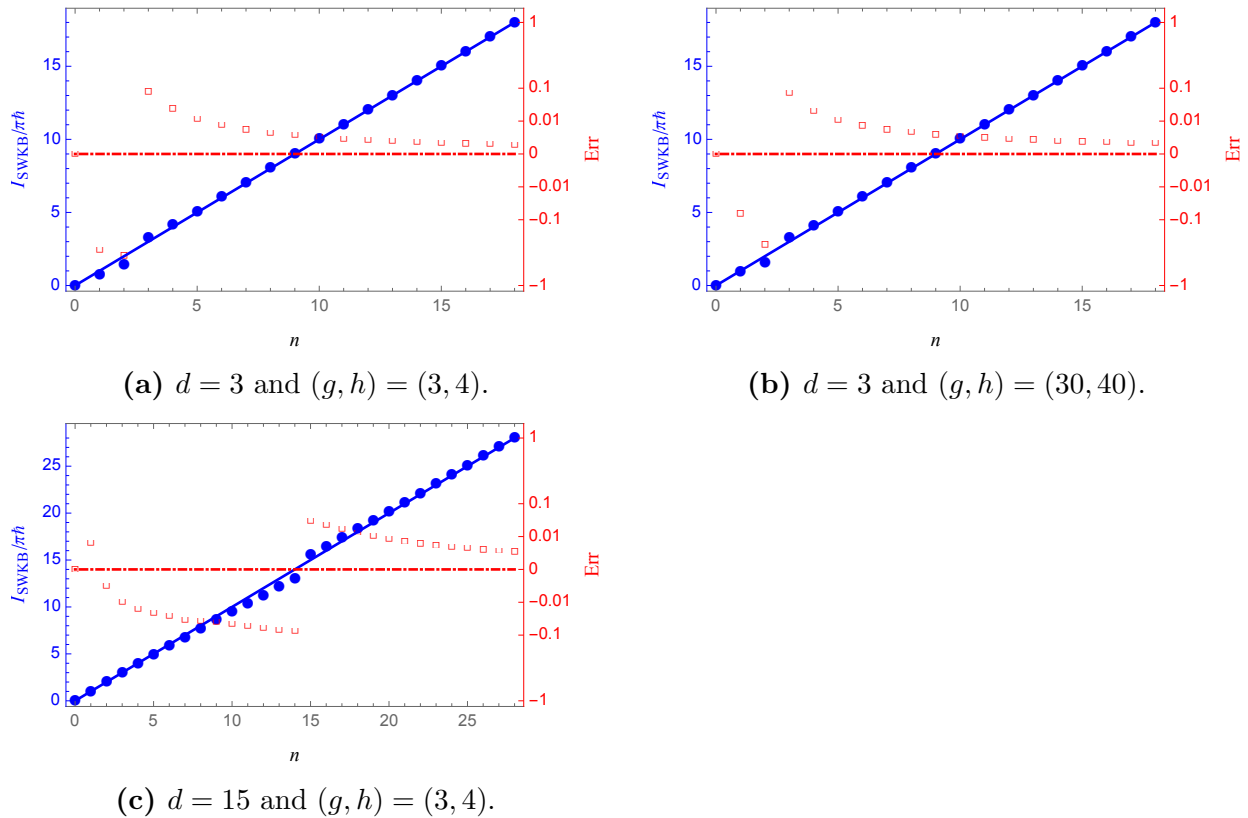 I_SWKB/πℏ
15
10
5
0
0 5 10 15
n
1
0.1
0.01
0
-0.01
-0.1
-1
Err
(a) d = 3 and (g, h) = (3, 4).
I_SWKB/πℏ
15
10
5
0
0 5 10 15
n
1
0.1
0.01
0
-0.01
-0.1
-1
Err
(b) d = 3 and (g, h) = (30, 40).
I_SWKB/πℏ
25
20
15
10
5
0
0 5 10 15 20 25
n
1
0.1
0.01
0
-0.01
-0.1
-1
Err
(c) d = 15 and (g, h) = (3, 4).